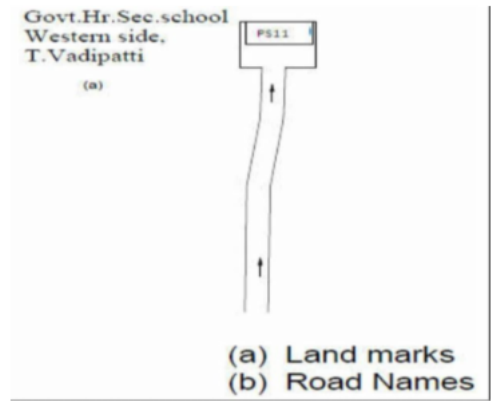 Govt.Hr.Sec.school
Western side,
T.Vadipatti
(a)
PS11
(a) Land marks
(b) Road Names